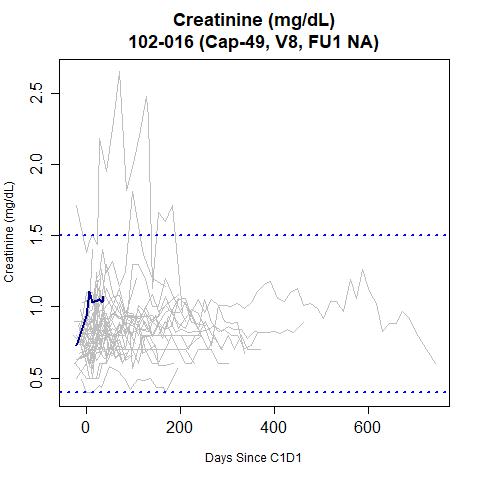 Creatinine (mg/dL)
102-016 (Cap-49, V8, FU1 NA)
Creatinine (mg/dL)
2.5
2.0
1.5
1.0
0.5
0
200
400
600
Days Since C1D1